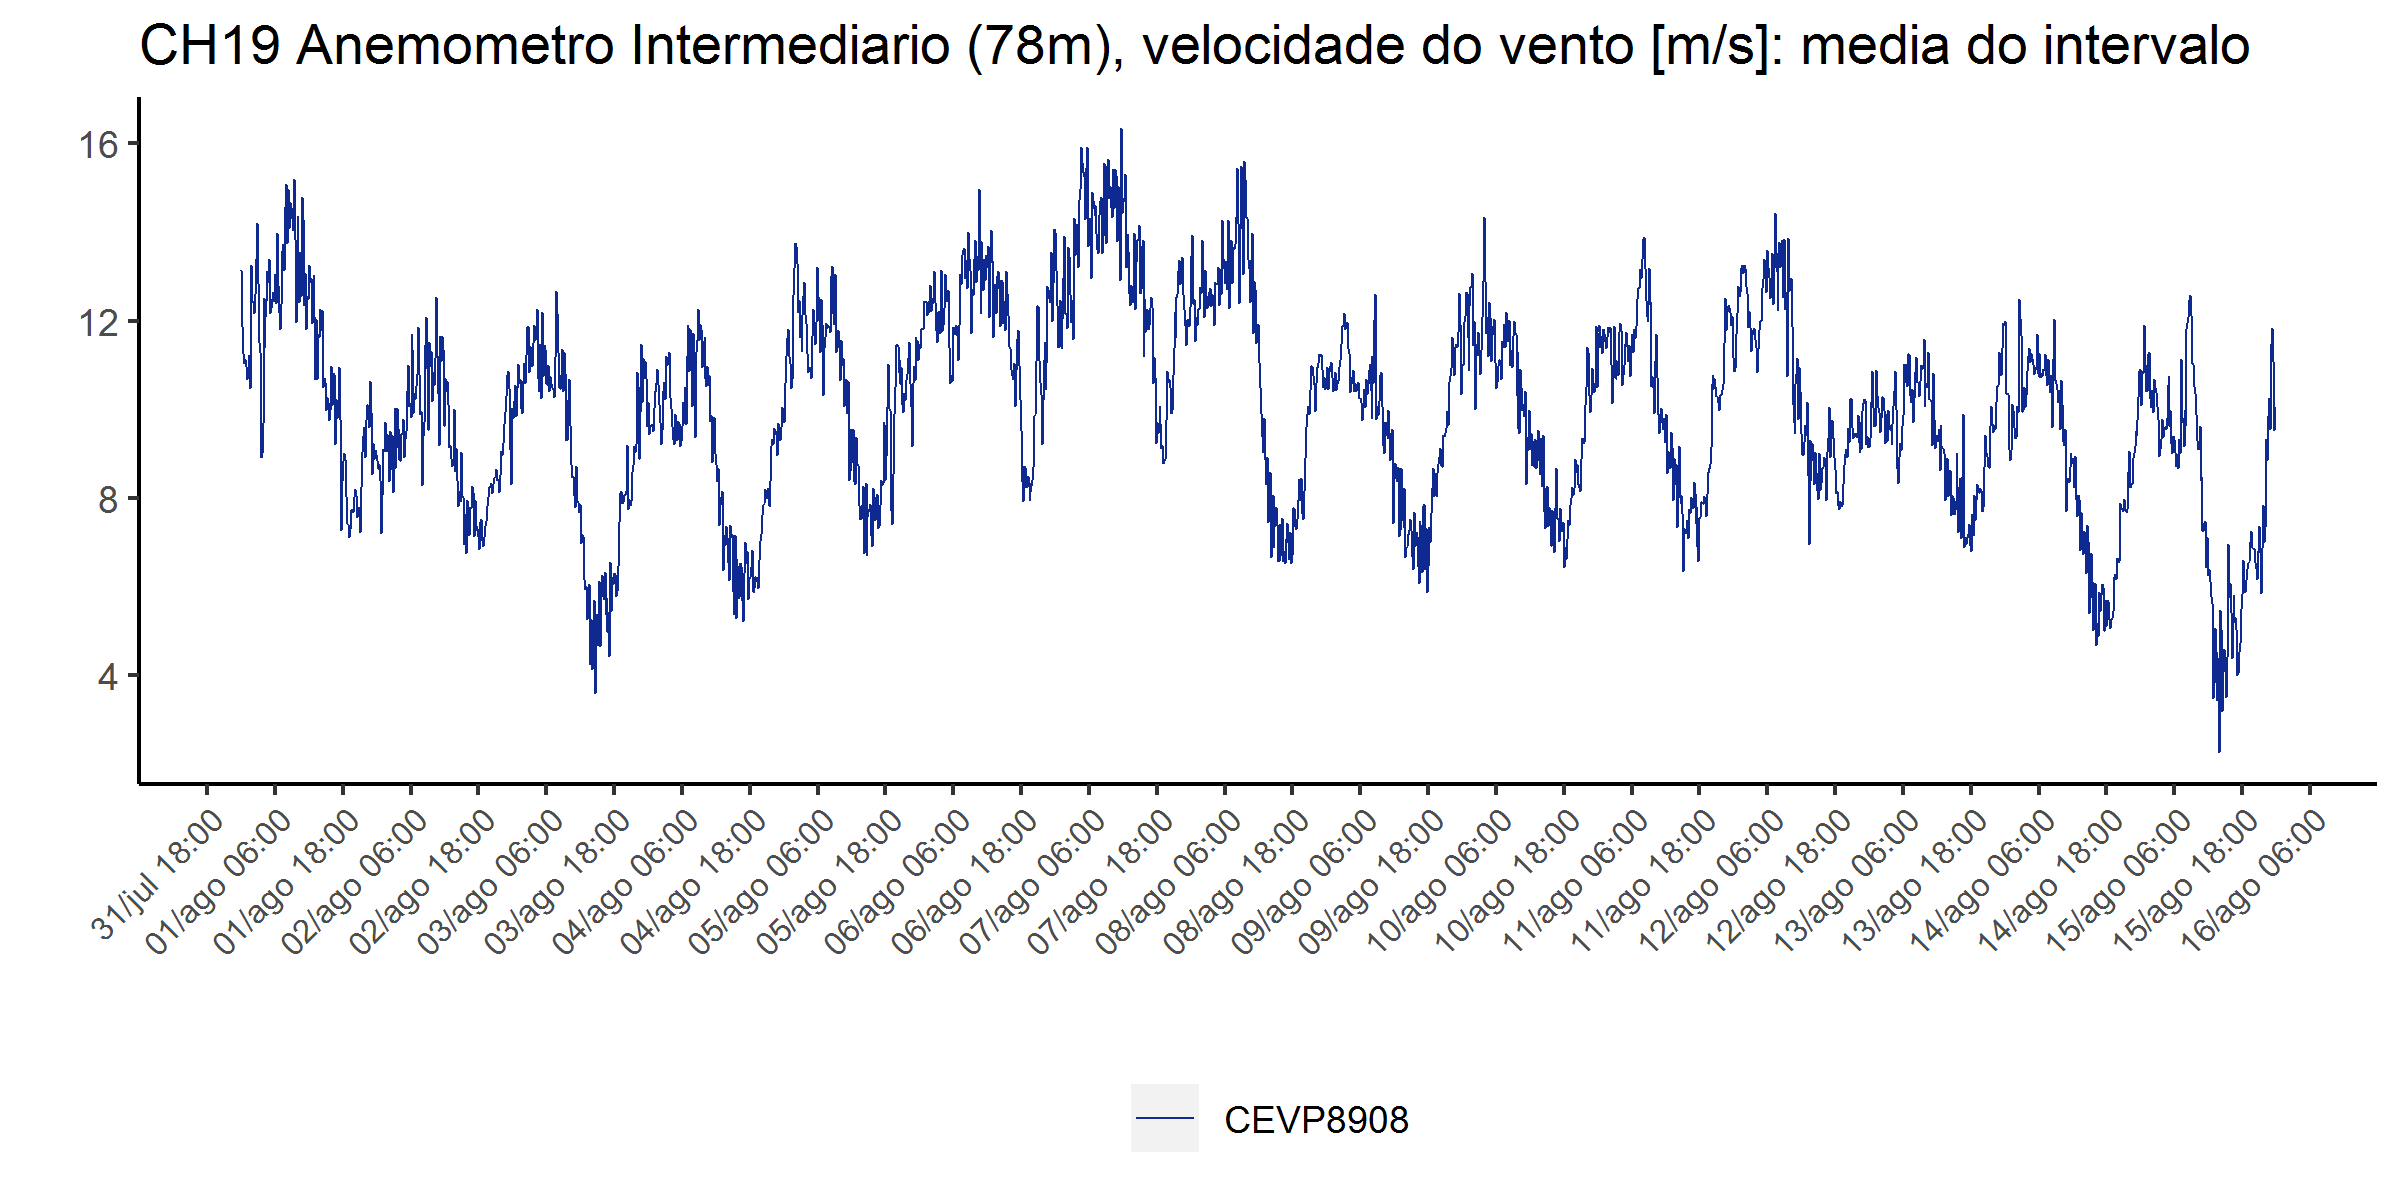 CH19 Anemometro Intermediario (78m), velocidade do vento [m/s]: media do intervalo
16
12
8
4
31/jul 18:00
01/ago 06:00
01/ago 18:00
02/ago 06:00
02/ago 18:00
03/ago 06:00
03/ago 18:00
04/ago 06:00
04/ago 18:00
05/ago 06:00
05/ago 18:00
06/ago 06:00
06/ago 18:00
07/ago 06:00
07/ago 18:00
08/ago 06:00
08/ago 18:00
09/ago 06:00
09/ago 18:00
10/ago 06:00
10/ago 18:00
11/ago 06:00
11/ago 18:00
12/ago 06:00
12/ago 18:00
13/ago 06:00
13/ago 18:00
14/ago 06:00
14/ago 18:00
15/ago 06:00
15/ago 18:00
16/ago 06:00
CEVP8908